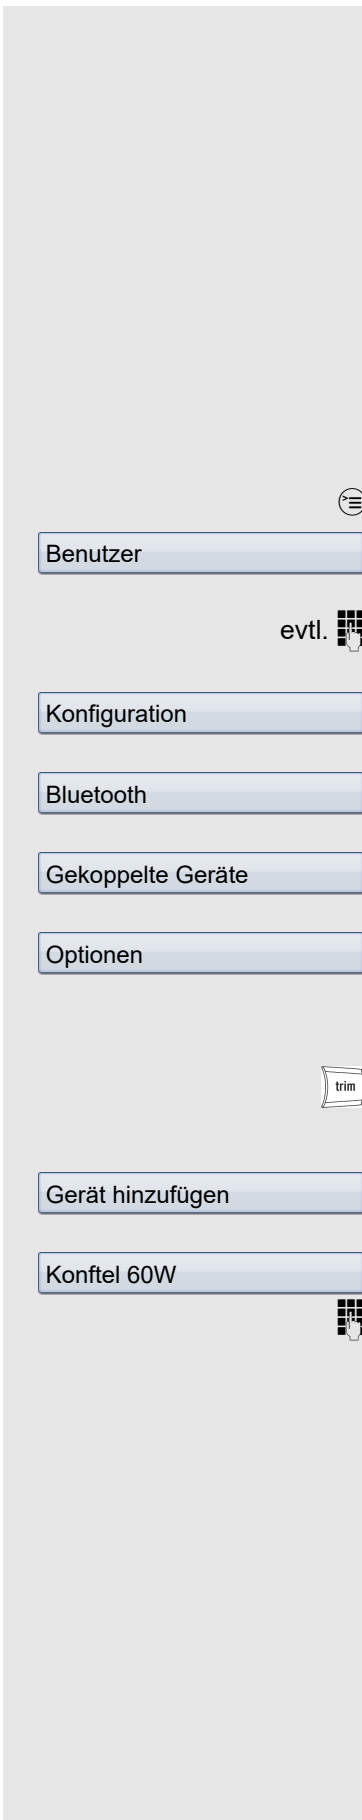 Benutzer
evtl.
Konfiguration
Bluetooth
Gekoppelte Geräte
Optionen
trim
Gerät hinzufügen
Konftel 60W